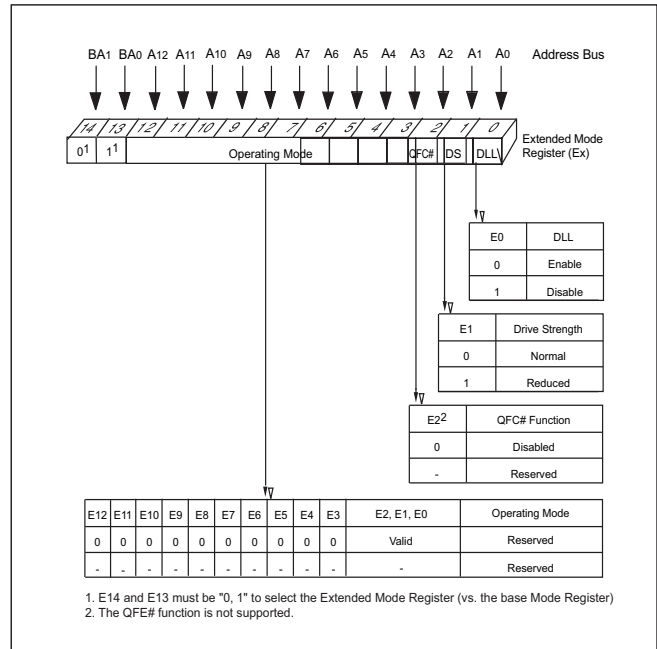 BA1 BA0 A12 A11 A10 A9 A8 A7 A6 A5 A4 A3 A2 A1 A0 Address Bus
14 13 12 11 10 9 8 7 6 5 4 3 2 1 0
Extended Mode
Register (Ex)
0¹ 1¹ Operating Mode QFC# DS DLL
E0 DLL
0 Enable
1 Disable
E1 Drive Strength
0 Normal
1 Reduced
E2² QFC# Function
0 Disabled
- Reserved
E12 E11 E10 E9 E8 E7 E6 E5 E4 E3 E2, E1, E0 Operating Mode
0 0 0 0 0 0 0 0 0 0 Valid Reserved
- - - - - - - - - - - Reserved
1. E14 and E13 must be "0, 1" to select the Extended Mode Register (vs. the base Mode Register)
2. The QFE# function is not supported.